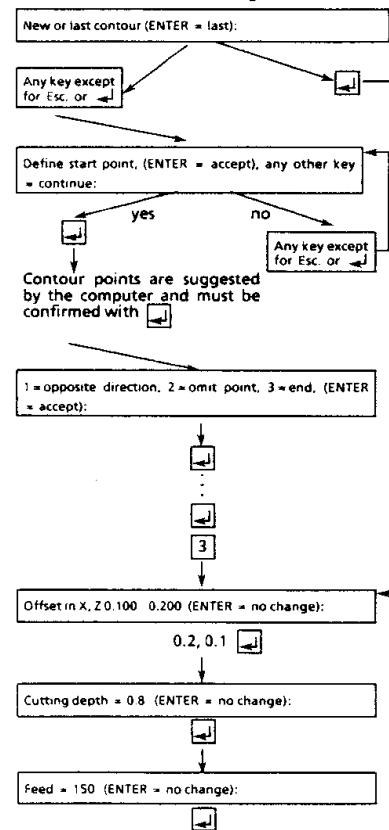 New or last contour (ENTER = last):
Any key except
for Esc. or ↵
↵
Define start point, (ENTER = accept), any other key
= continue:
yes
no
↵
Any key except
for Esc. or ↵
Contour points are suggested
by the computer and must be
confirmed with ↵
1 = opposite direction, 2 = omit point, 3 = end, (ENTER
= accept):
↵
↵
3
Offset in X, Z 0.100 0.200 (ENTER = no change):
0.2, 0.1 ↵
Cutting depth = 0.8 (ENTER = no change):
↵
Feed = 150 (ENTER = no change):
↵